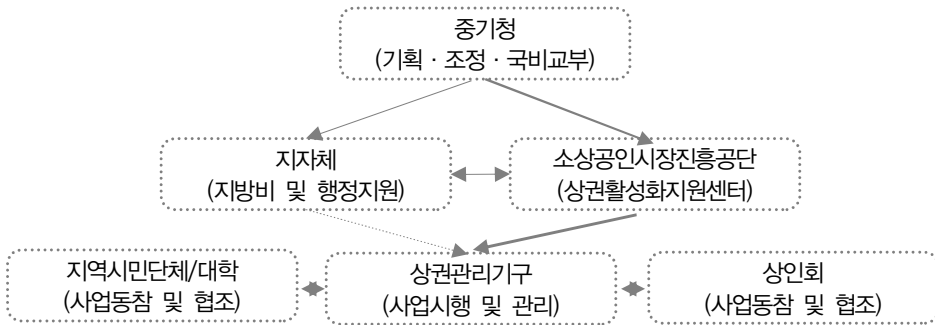 중기청
(기획 · 조정 · 국비교부)
지자체
(지방비 및 행정지원)
소상공인시장진흥공단
(상권활성화지원센터)
지역시민단체/대학
(사업동참 및 협조)
상권관리기구
(사업시행 및 관리)
상인회
(사업동참 및 협조)